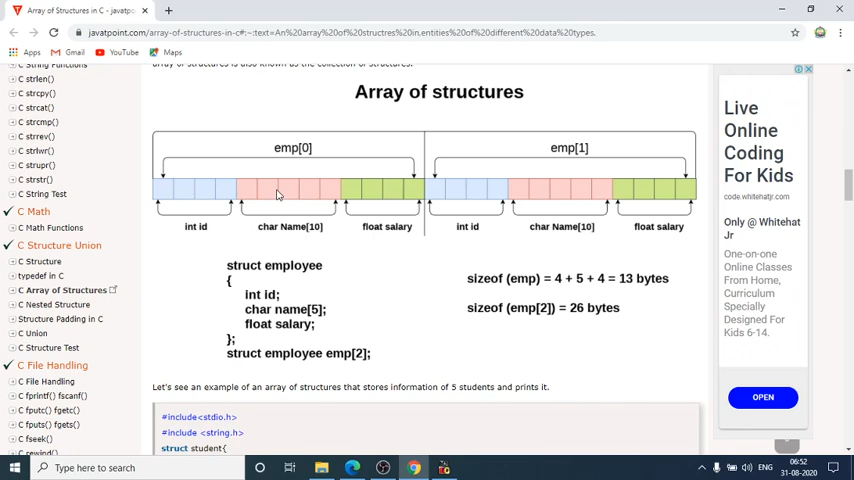 Array of Structures in C - javatpoint
javatpoint.com/array-of-structures-in-c#:~:text=An%20array%20of%20structres%20in,entities%20of%20different%20data%20types.
Apps
Gmail
YouTube
Maps
C String Functions
C strlen()
C strcpy()
C strcat()
C strcmp()
C strrev()
C strlwr()
C strupr()
C strstr()
C String Test
C Math
C Math Functions
C Structure Union
C Structure
typedef in C
C Array of Structures
C Nested Structure
Structure Padding in C
C Union
C Structure Test
C File Handling
C File Handling
C fprintf() fscanf()
C fputc() fgetc()
C fputs() fgets()
C fseek()
C rewind()
array of structures is also known as the collection of structures.
Array of structures
emp[0]
emp[1]
int id
char Name[10]
float salary
int id
char Name[10]
float salary
struct employee
{
int id;
char name[5];
float salary;
};
struct employee emp[2];
sizeof (emp) = 4 + 5 + 4 = 13 bytes
sizeof (emp[2]) = 26 bytes
Let's see an example of an array of structures that stores information of 5 students and prints it.
#include<stdio.h>
#include <string.h>
struct student{
Live
Online
Coding
For Kids
code.whitehatjr.com
Only @ Whitehat
Jr
One-on-one
Online Classes
From Home,
Curriculum
Specially
Designed For
Kids 6-14.
OPEN
Type here to search
ENG
06:52
31-08-2020